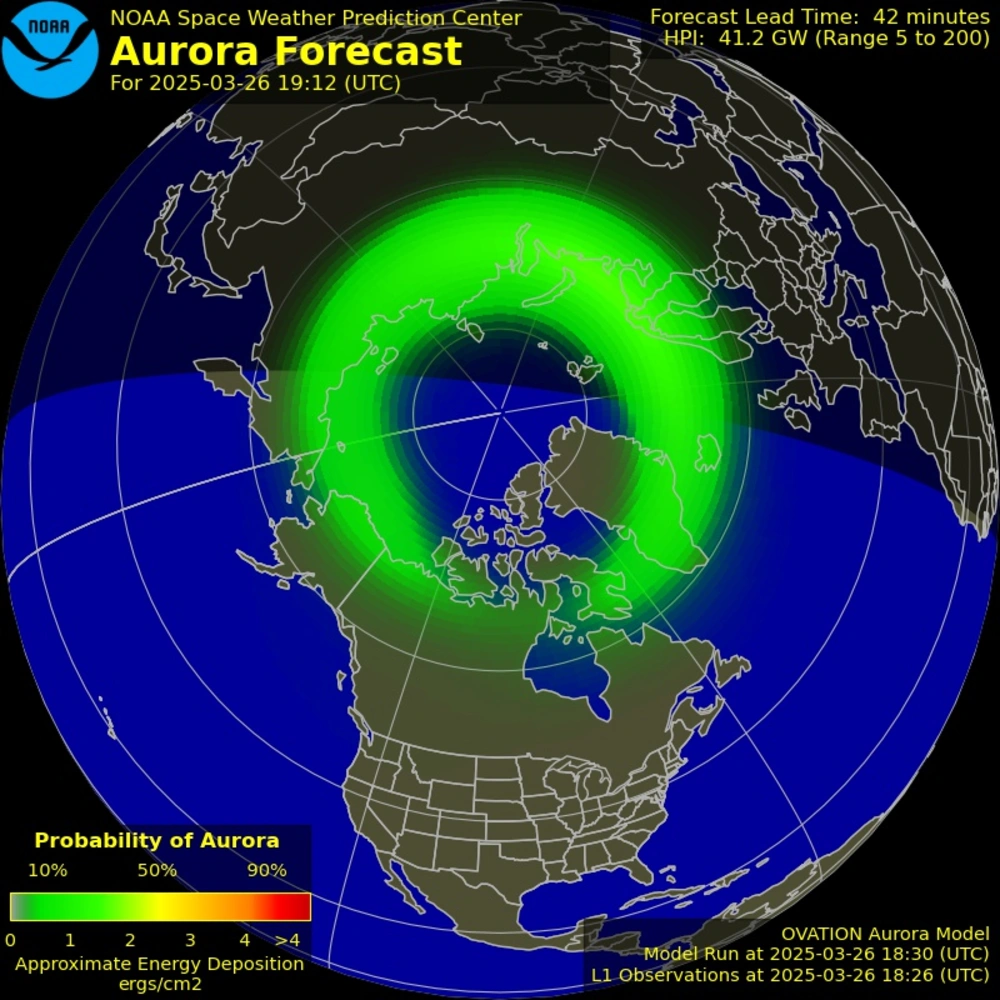 NOAA
NOAA Space Weather Prediction Center
Aurora Forecast
For 2025-03-26 19:12 (UTC)
Forecast Lead Time: 42 minutes
HPI: 41.2 GW (Range 5 to 200)
Probability of Aurora
10% 50% 90%
0 1 2 3 4 >4
Approximate Energy Deposition
ergs/cm2
OVATION Aurora Model
Model Run at 2025-03-26 18:30 (UTC)
L1 Observations at 2025-03-26 18:26 (UTC)